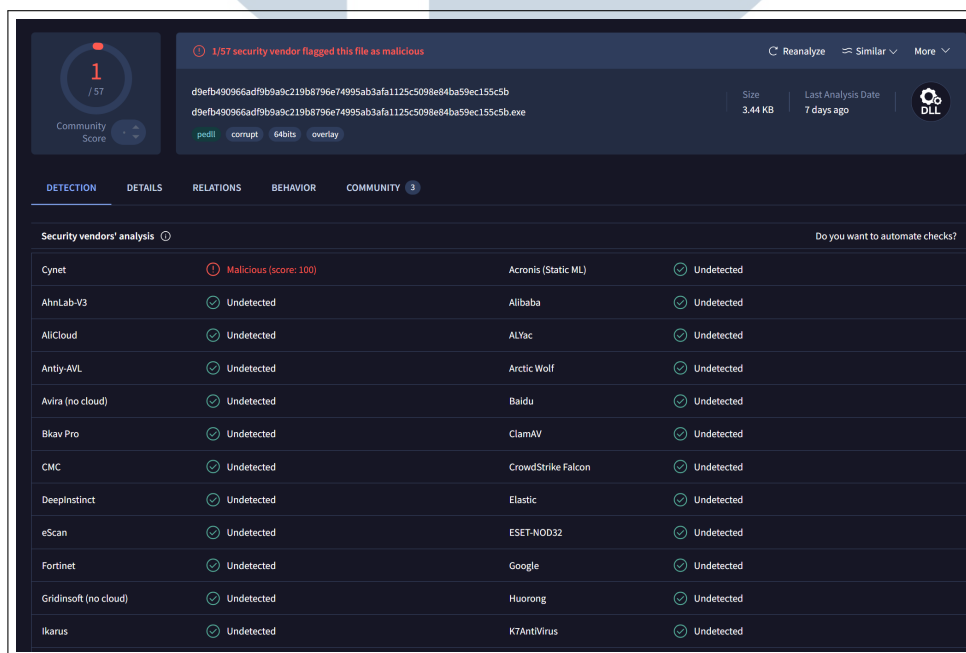 1
/ 57
Community
Score
-
1/57 security vendor flagged this file as malicious
Reanalyze
Similar
More
d9efb490966adf9b9a9c219b8796e74995ab3afa1125c5098e84ba59ec155c5b
d9efb490966adf9b9a9c219b8796e74995ab3afa1125c5098e84ba59ec155c5b.exe
pedll corrupt 64bits overlay
Size
3.44 KB
Last Analysis Date
7 days ago
DLL
DETECTION DETAILS RELATIONS BEHAVIOR COMMUNITY 3
Security vendors' analysis Do you want to automate checks?
Cynet Malicious (score: 100) Acronis (Static ML) Undetected
AhnLab-V3 Undetected Alibaba Undetected
AliCloud Undetected ALYac Undetected
Antiy-AVL Undetected Arctic Wolf Undetected
Avira (no cloud) Undetected Baidu Undetected
Bkav Pro Undetected ClamAV Undetected
CMC Undetected CrowdStrike Falcon Undetected
DeepInstinct Undetected Elastic Undetected
eScan Undetected ESET-NOD32 Undetected
Fortinet Undetected Google Undetected
Gridinsoft (no cloud) Undetected Huorong Undetected
Ikarus Undetected K7AntiVirus Undetected